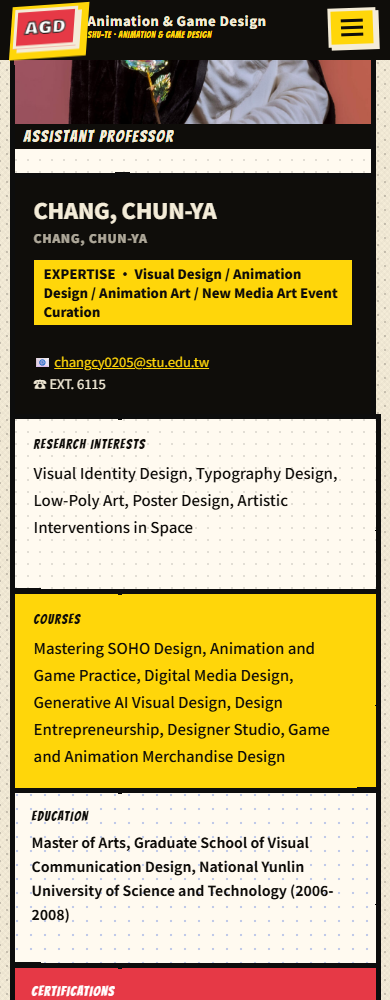 AGD
Animation & Game Design
SHU-TE · ANIMATION & GAME DESIGN
ASSISTANT PROFESSOR
CHANG, CHUN-YA
CHANG, CHUN-YA
EXPERTISE · Visual Design / Animation
Design / Animation Art / New Media Art Event
Curation
changcy0205@stu.edu.tw
☎ EXT. 6115
RESEARCH INTERESTS
Visual Identity Design, Typography Design,
Low-Poly Art, Poster Design, Artistic
Interventions in Space
COURSES
Mastering SOHO Design, Animation and
Game Practice, Digital Media Design,
Generative AI Visual Design, Design
Entrepreneurship, Designer Studio, Game
and Animation Merchandise Design
EDUCATION
Master of Arts, Graduate School of Visual
Communication Design, National Yunlin
University of Science and Technology (2006-
2008)
CERTIFICATIONS